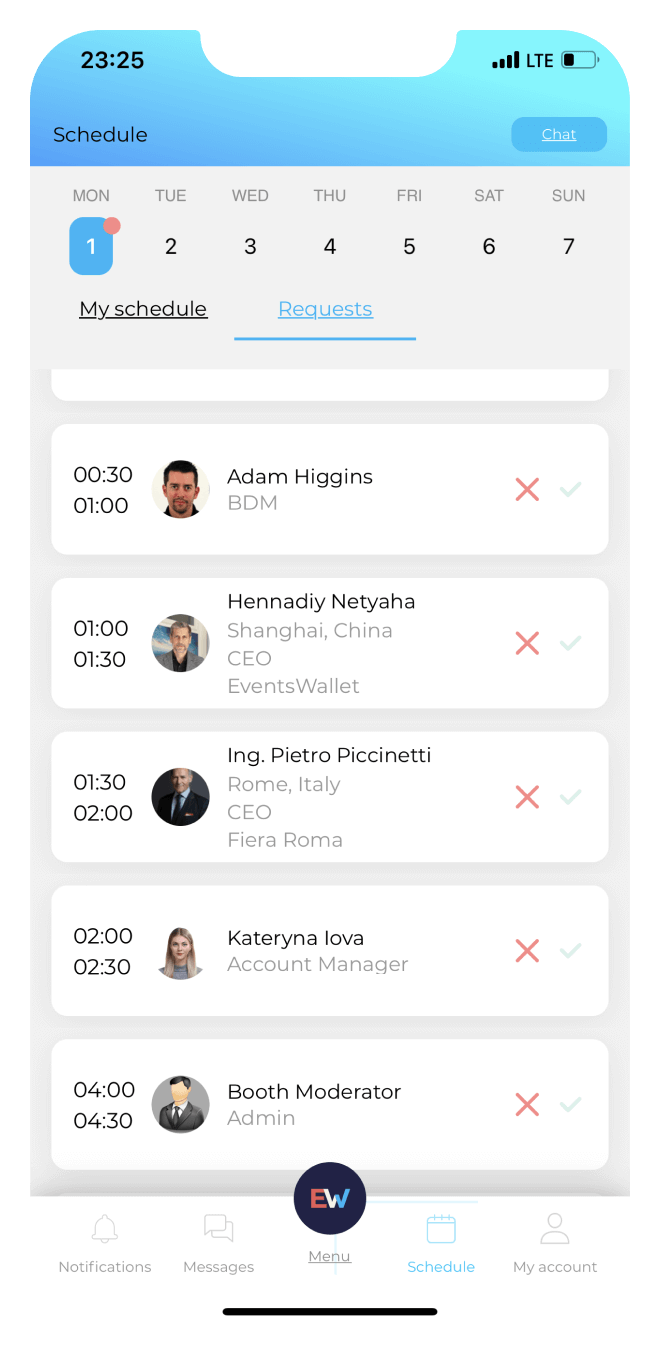 23:25
LTE
Schedule
Chat
MON TUE WED THU FRI SAT SUN
1 2 3 4 5 6 7
My schedule Requests
00:30
01:00
Adam Higgins
BDM
01:00
01:30
Hennadiy Netyaha
Shanghai, China
CEO
EventsWallet
01:30
02:00
Ing. Pietro Piccinetti
Rome, Italy
CEO
Fiera Roma
02:00
02:30
Kateryna Iova
Account Manager
04:00
04:30
Booth Moderator
Admin
EW
Notifications Messages Menu Schedule My account